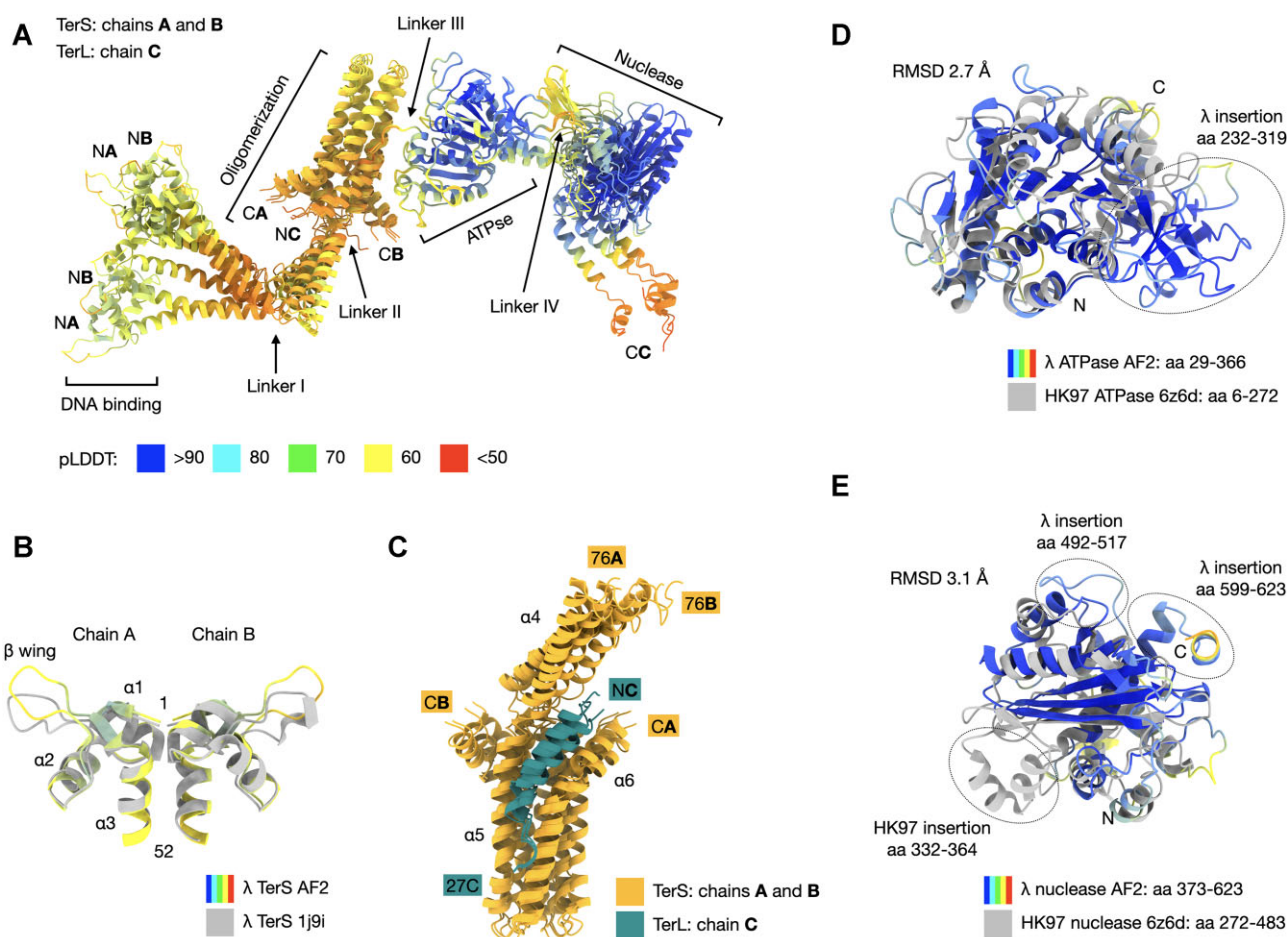 A
TerS: chains A and B
TerL: chain C
Linker III
Oligomerization
Nuclease
NB
NA
CA
NC
CB
ATPse
NB
NA
Linker II
Linker IV
CC
Linker I
DNA binding
pLDDT:
>90
80
70
60
<50
B
Chain A
Chain B
β wing
α1
1
α2
α3
52
λ TerS AF2
λ TerS 1j9i
C
76A
76B
α4
NC
CB
CA
α6
α5
27C
TerS: chains A and B
TerL: chain C
D
RMSD 2.7 Å
C
λ insertion
aa 232-319
N
λ ATPase AF2: aa 29-366
HK97 ATPase 6z6d: aa 6-272
E
λ insertion
aa 492-517
RMSD 3.1 Å
λ insertion
aa 599-623
C
HK97 insertion
aa 332-364
N
λ nuclease AF2: aa 373-623
HK97 nuclease 6z6d: aa 272-483